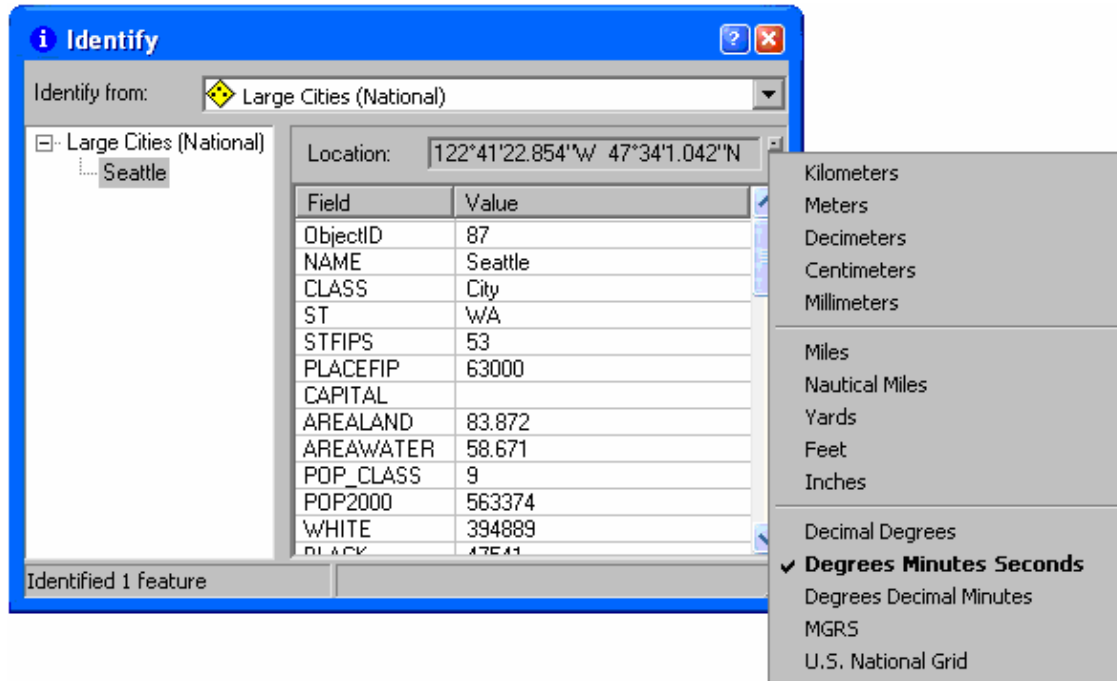 Identify
Identify from: Large Cities (National)
Large Cities (National)
Seattle
Location: 122°41'22.854"W 47°34'1.042"N
Field Value
ObjectID 87
NAME Seattle
CLASS City
ST WA
STFIPS 53
PLACEFIP 63000
CAPITAL
AREALAND 83.872
AREAWATER 58.671
POP_CLASS 9
POP2000 563374
WHITE 394889
BLACK 47541
Identified 1 feature
Kilometers
Meters
Decimeters
Centimeters
Millimeters
Miles
Nautical Miles
Yards
Feet
Inches
Decimal Degrees
Degrees Minutes Seconds
Degrees Decimal Minutes
MGRS
U.S. National Grid